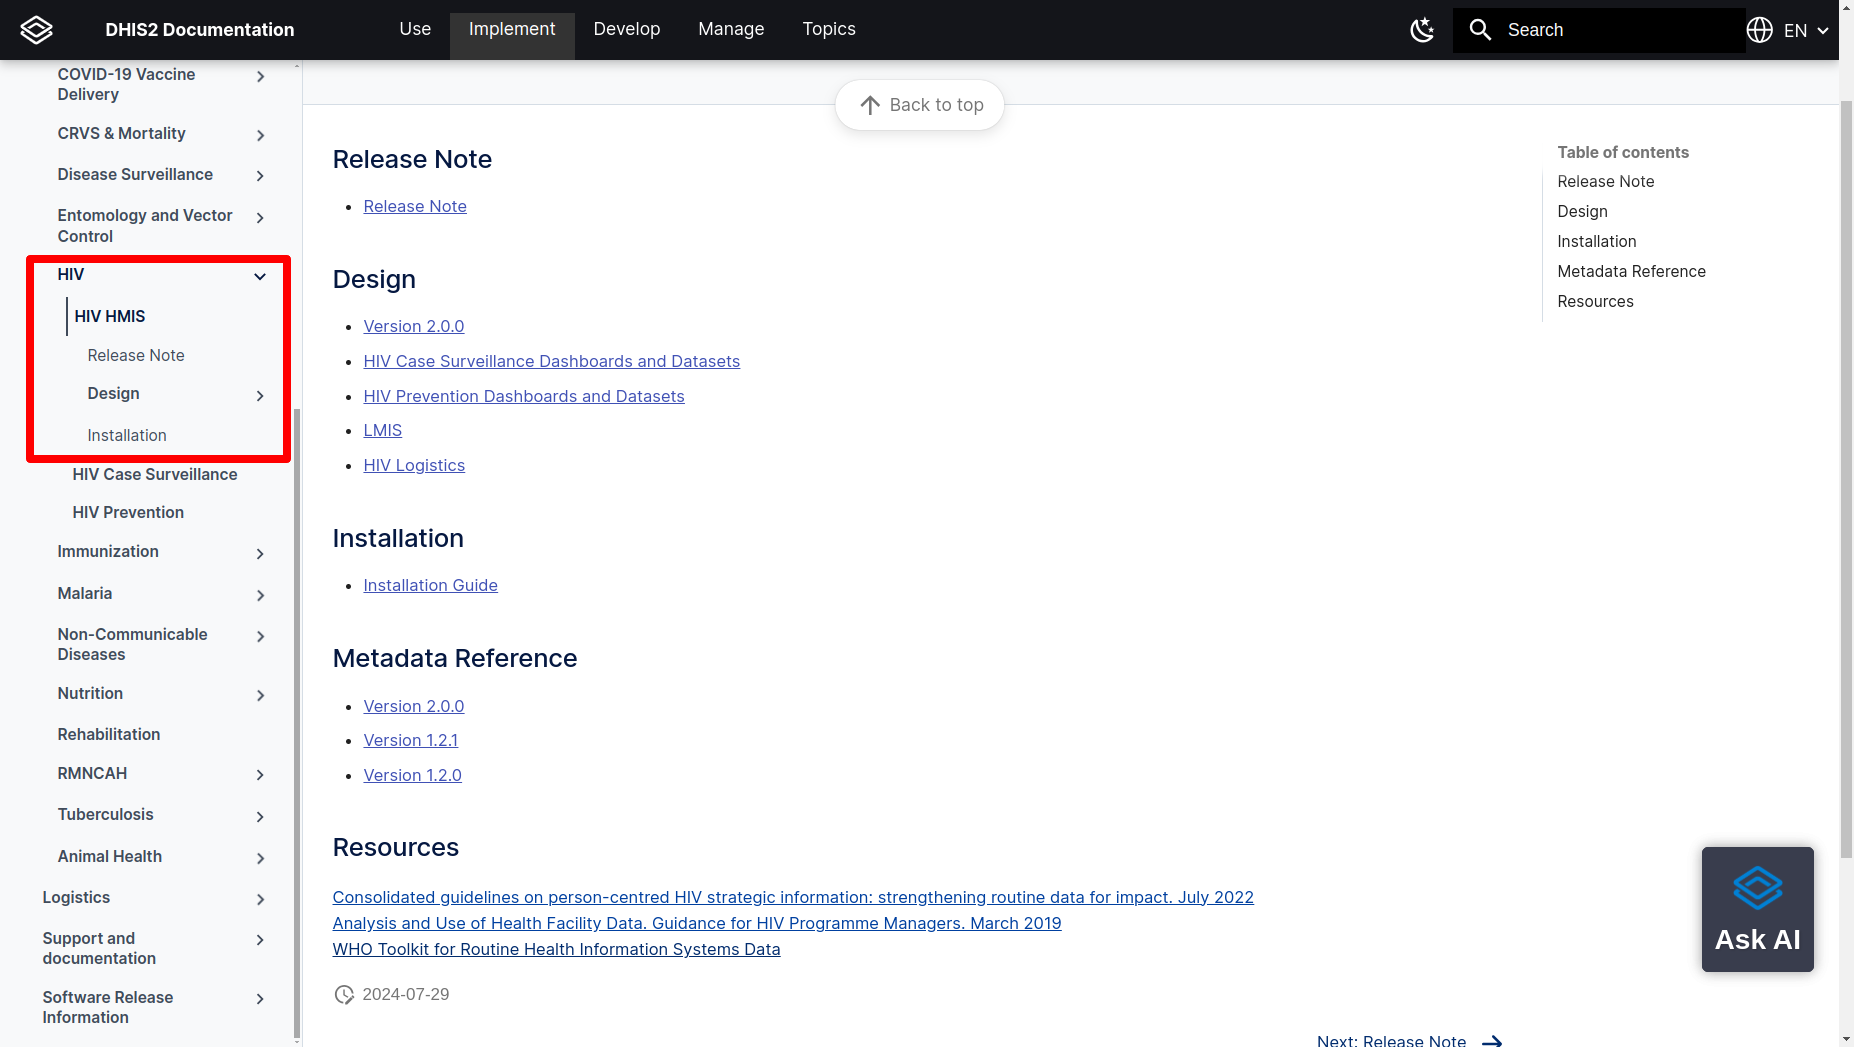 DHIS2 Documentation
Use
Implement
Develop
Manage
Topics
Search
EN
COVID-19 Vaccine
Delivery
CRVS & Mortality
Disease Surveillance
Entomology and Vector
Control
HIV
HIV HMIS
Release Note
Design
Installation
HIV Case Surveillance
HIV Prevention
Immunization
Malaria
Non-Communicable
Diseases
Nutrition
Rehabilitation
RMNCAH
Tuberculosis
Animal Health
Logistics
Support and
documentation
Software Release
Information
Back to top
Release Note
Release Note
Design
Version 2.0.0
HIV Case Surveillance Dashboards and Datasets
HIV Prevention Dashboards and Datasets
LMIS
HIV Logistics
Installation
Installation Guide
Metadata Reference
Version 2.0.0
Version 1.2.1
Version 1.2.0
Resources
Consolidated guidelines on person-centred HIV strategic information: strengthening routine data for impact. July 2022
Analysis and Use of Health Facility Data. Guidance for HIV Programme Managers. March 2019
WHO Toolkit for Routine Health Information Systems Data
2024-07-29
Next: Release Note
Table of contents
Release Note
Design
Installation
Metadata Reference
Resources
Ask AI